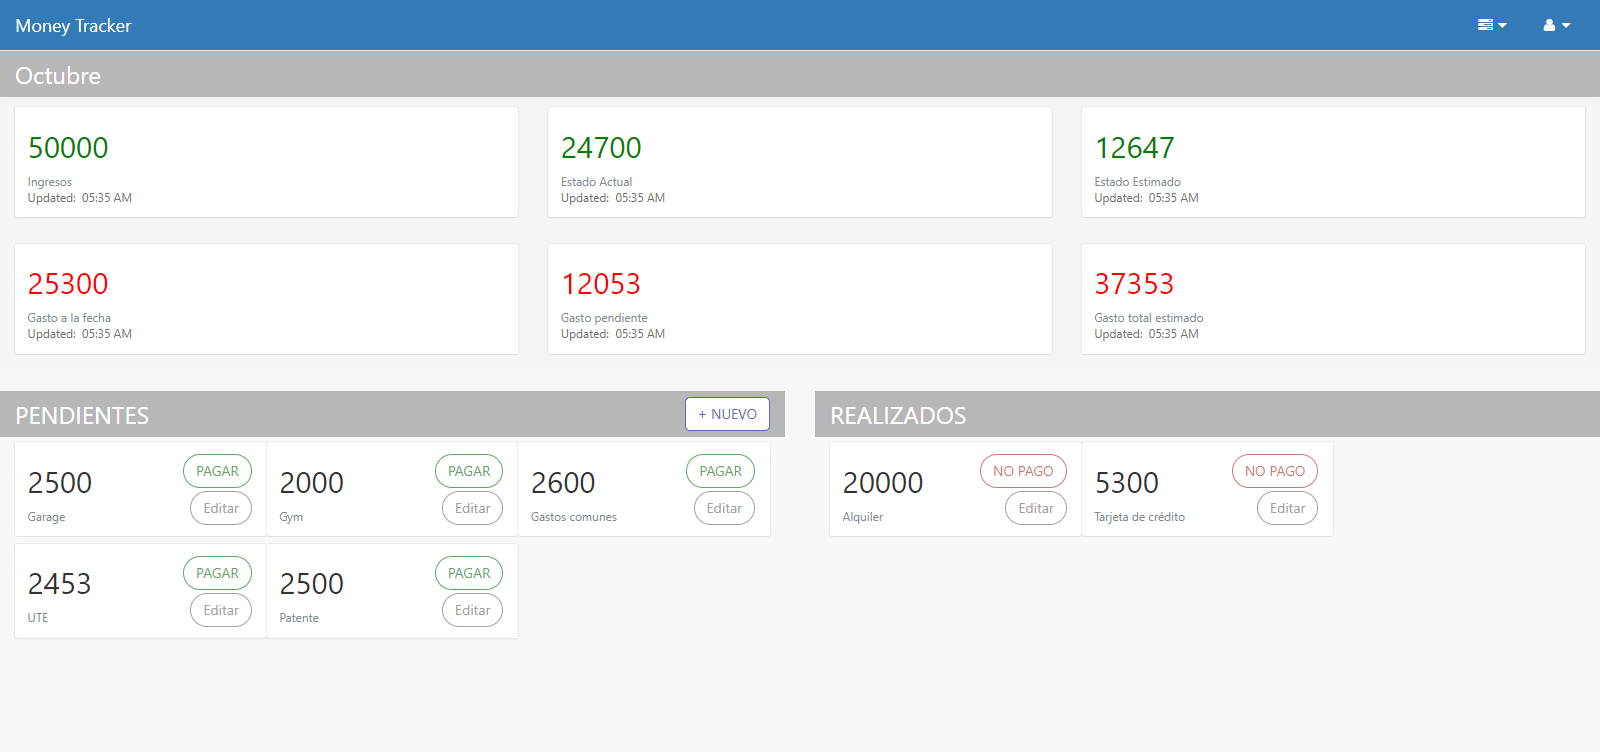 Money Tracker
Octubre
50000
Ingresos
Updated: 05:35 AM
24700
Estado Actual
Updated: 05:35 AM
12647
Estado Estimado
Updated: 05:35 AM
25300
Gasto a la fecha
Updated: 05:35 AM
12053
Gasto pendiente
Updated: 05:35 AM
37353
Gasto total estimado
Updated: 05:35 AM
PENDIENTES
+ NUEVO
2500
Garage
PAGAR
Editar
2000
Gym
PAGAR
Editar
2600
Gastos comunes
PAGAR
Editar
2453
UTE
PAGAR
Editar
2500
Patente
PAGAR
Editar
REALIZADOS
20000
Alquiler
NO PAGO
Editar
5300
Tarjeta de crédito
NO PAGO
Editar